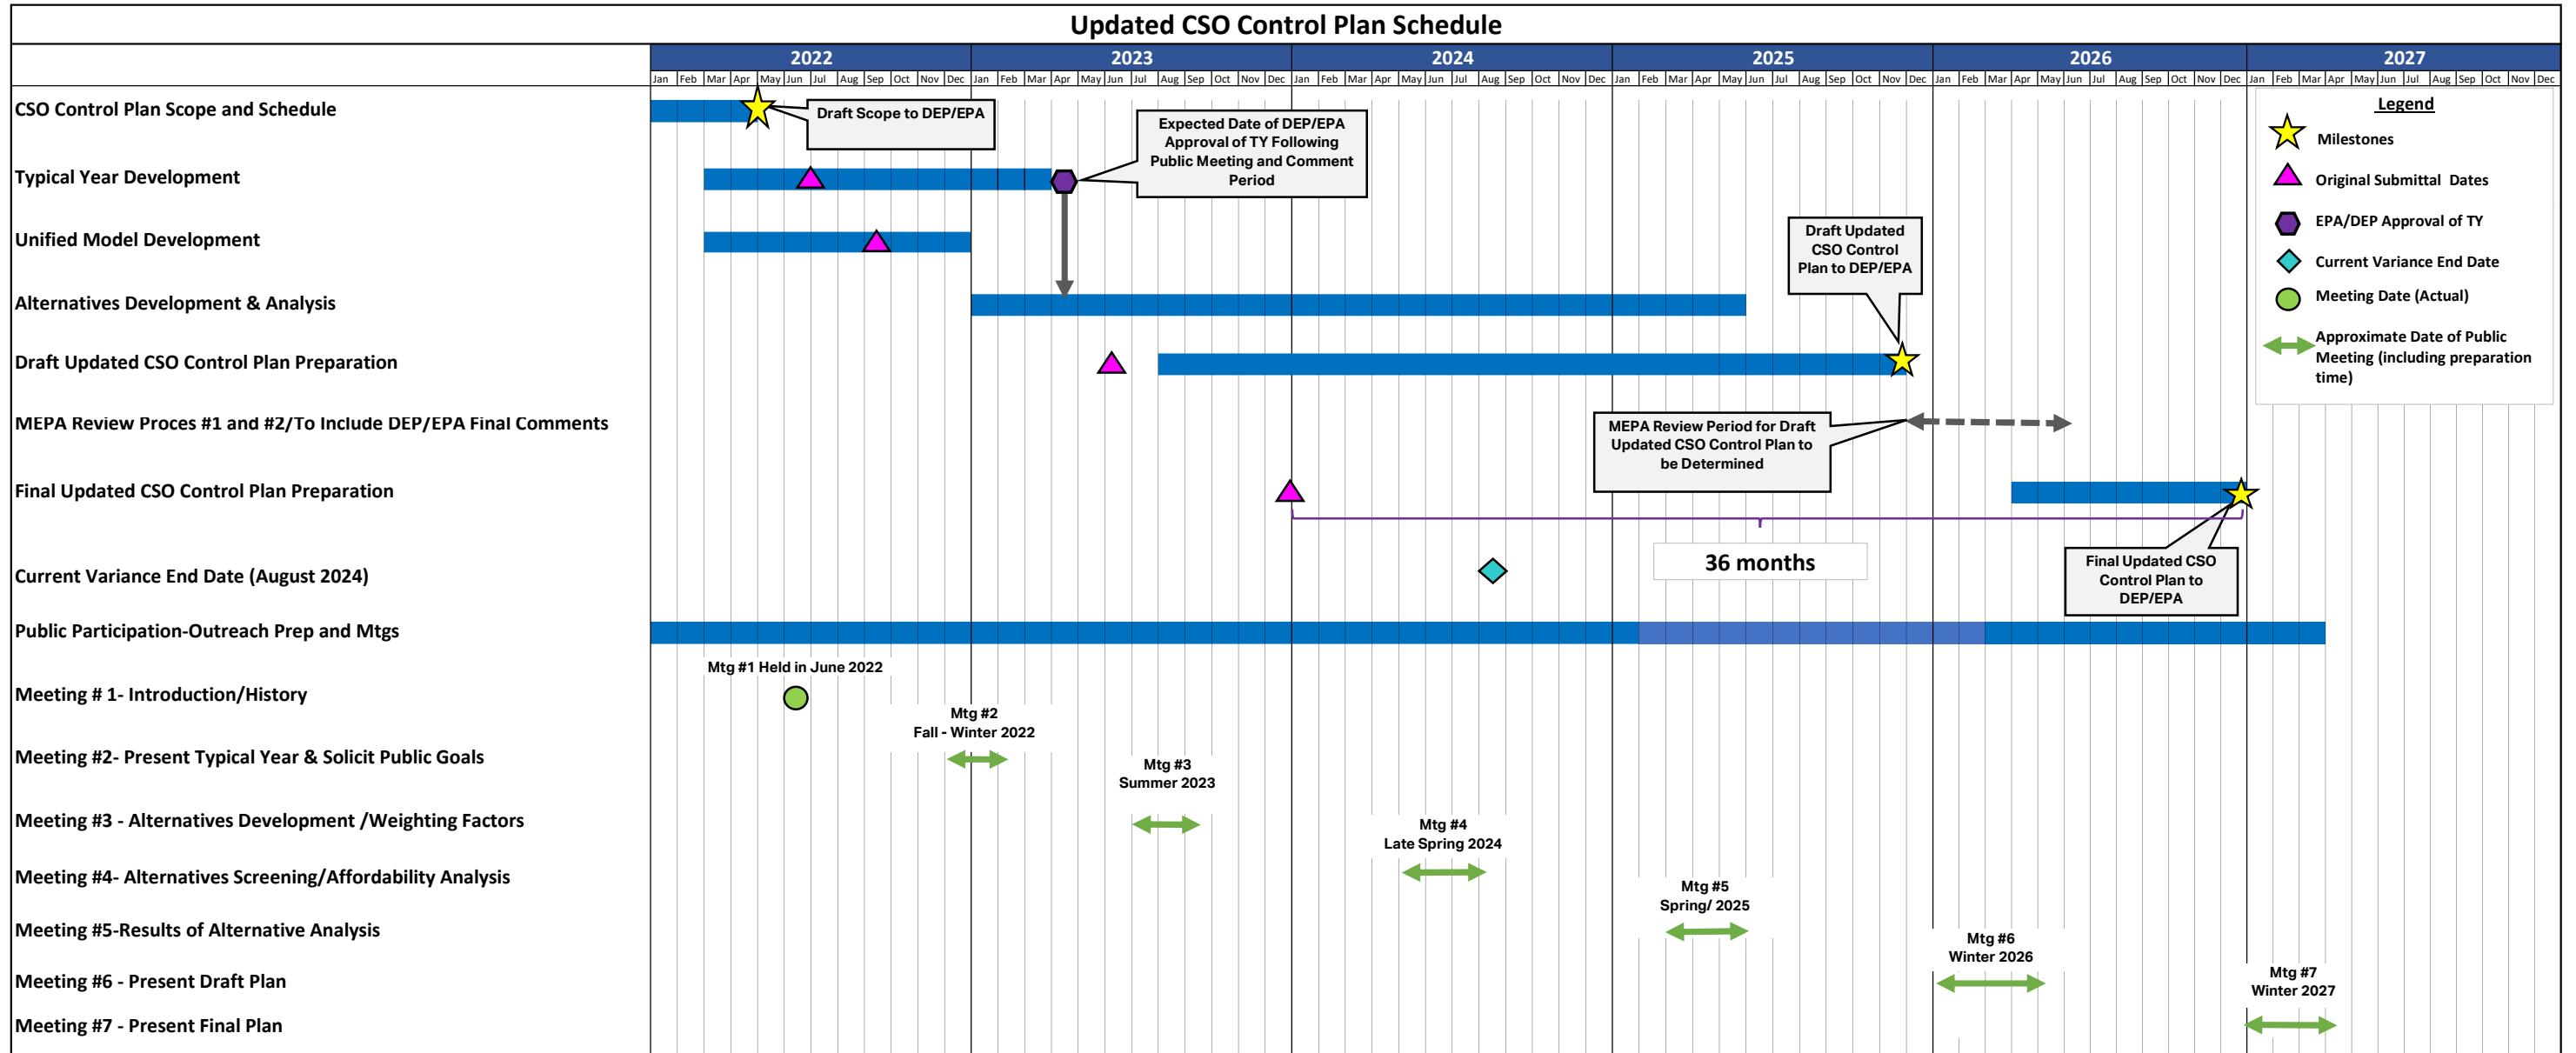 Updated CSO Control Plan Schedule
2022 2023 2024 2025 2026 2027
Jan Feb Mar Apr May Jun Jul Aug Sep Oct Nov Dec Jan Feb Mar Apr May Jun Jul Aug Sep Oct Nov Dec Jan Feb Mar Apr May Jun Jul Aug Sep Oct Nov Dec Jan Feb Mar Apr May Jun Jul Aug Sep Oct Nov Dec Jan Feb Mar Apr May Jun Jul Aug Sep Oct Nov Dec Jan Feb Mar Apr May Jun Jul Aug Sep Oct Nov Dec
CSO Control Plan Scope and Schedule
Draft Scope to DEP/EPA
Expected Date of DEP/EPA
Approval of TY Following
Public Meeting and Comment
Period
Legend
Milestones
Original Submittal Dates
EPA/DEP Approval of TY
Current Variance End Date
Meeting Date (Actual)
Approximate Date of Public
Meeting (including preparation
time)
Typical Year Development
Unified Model Development
Draft Updated
CSO Control
Plan to DEP/EPA
Alternatives Development & Analysis
Draft Updated CSO Control Plan Preparation
MEPA Review Proces #1 and #2/To Include DEP/EPA Final Comments
MEPA Review Period for Draft
Updated CSO Control Plan to
be Determined
Final Updated CSO Control Plan Preparation
36 months
Final Updated CSO
Control Plan to
DEP/EPA
Current Variance End Date (August 2024)
Public Participation-Outreach Prep and Mtgs
Mtg #1 Held in June 2022
Meeting # 1- Introduction/History
Mtg #2
Fall - Winter 2022
Meeting #2- Present Typical Year & Solicit Public Goals
Mtg #3
Summer 2023
Meeting #3 - Alternatives Development /Weighting Factors
Mtg #4
Late Spring 2024
Meeting #4- Alternatives Screening/Affordability Analysis
Mtg #5
Spring/ 2025
Meeting #5-Results of Alternative Analysis
Mtg #6
Winter 2026
Meeting #6 - Present Draft Plan
Mtg #7
Winter 2027
Meeting #7 - Present Final Plan